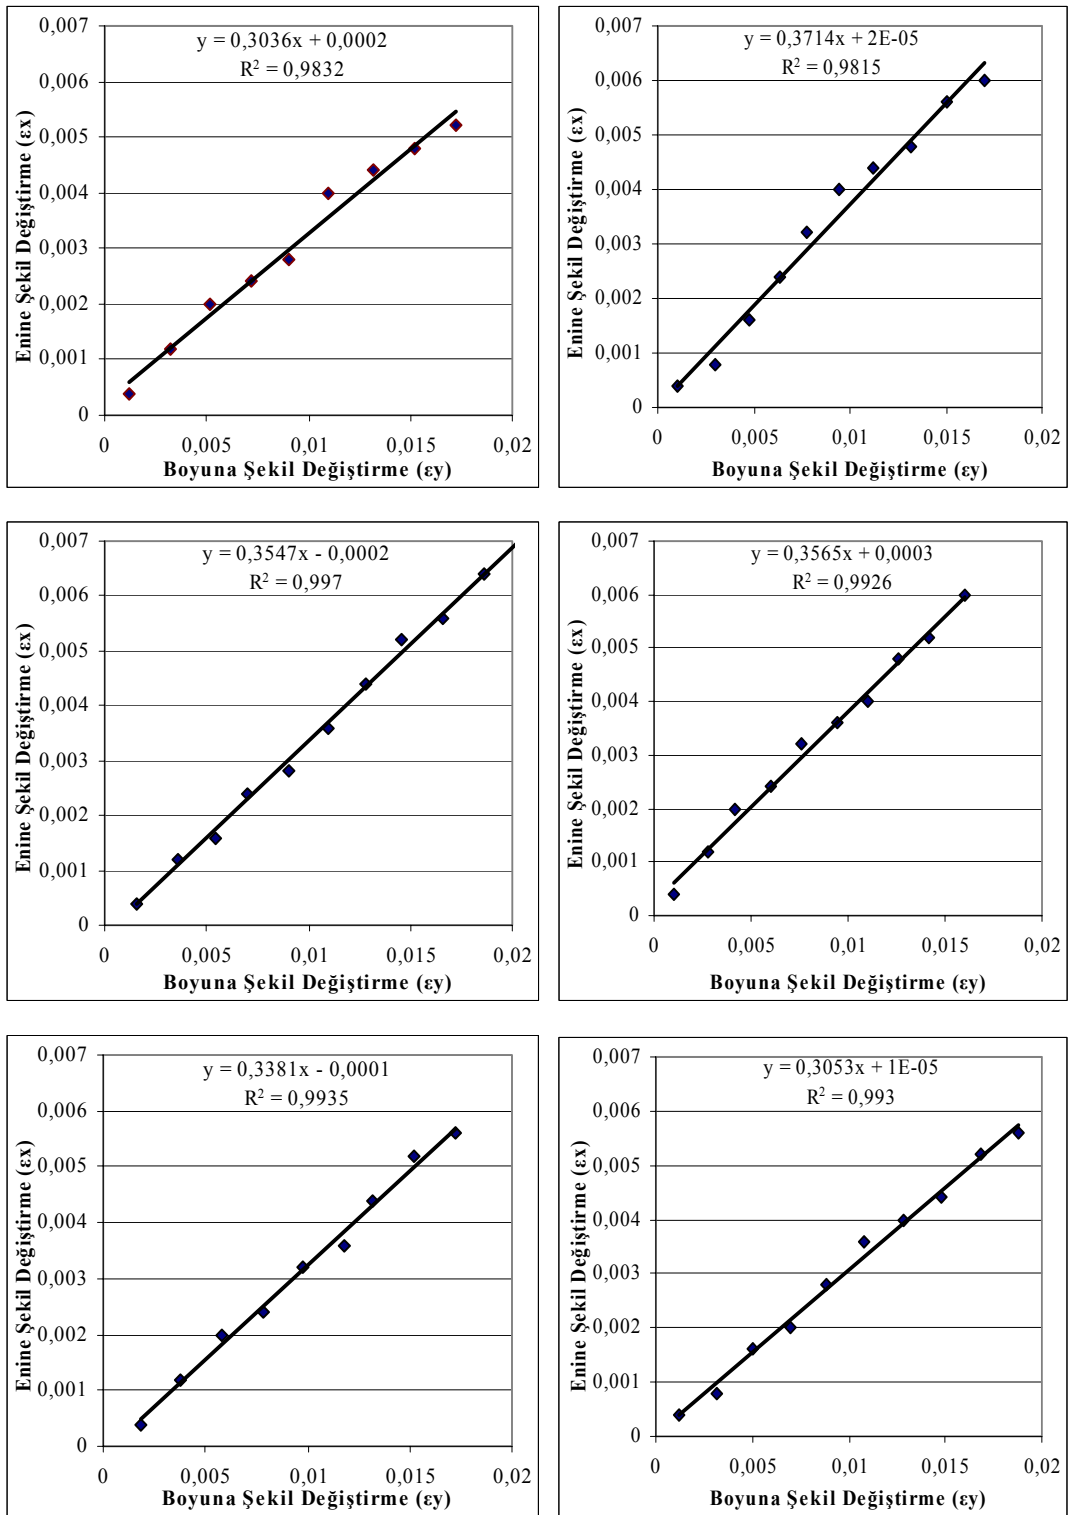 y = 0,3036x + 0,0002
R² = 0,9832
0,007
0,006
0,005
0,004
0,003
0,002
0,001
0
Enine Şekil Değiştirme (εx)
0 0,005 0,01 0,015 0,02
Boyuna Şekil Değiştirme (εy)
y = 0,3714x + 2E-05
R² = 0,9815
0,007
0,006
0,005
0,004
0,003
0,002
0,001
0
Enine Şekil Değiştirme (εx)
0 0,005 0,01 0,015 0,02
Boyuna Şekil Değiştirme (εy)
y = 0,3547x - 0,0002
R² = 0,997
0,007
0,006
0,005
0,004
0,003
0,002
0,001
0
Enine Şekil Değiştirme (εx)
0 0,005 0,01 0,015 0,02
Boyuna Şekil Değiştirme (εy)
y = 0,3565x + 0,0003
R² = 0,9926
0,007
0,006
0,005
0,004
0,003
0,002
0,001
0
Enine Şekil Değiştirme (εx)
0 0,005 0,01 0,015 0,02
Boyuna Şekil Değiştirme (εy)
y = 0,3381x - 0,0001
R² = 0,9935
0,007
0,006
0,005
0,004
0,003
0,002
0,001
0
Enine Şekil Değiştirme (εx)
0 0,005 0,01 0,015 0,02
Boyuna Şekil Değiştirme (εy)
y = 0,3053x + 1E-05
R² = 0,993
0,007
0,006
0,005
0,004
0,003
0,002
0,001
0
Enine Şekil Değiştirme (εx)
0 0,005 0,01 0,015 0,02
Boyuna Şekil Değiştirme (εy)